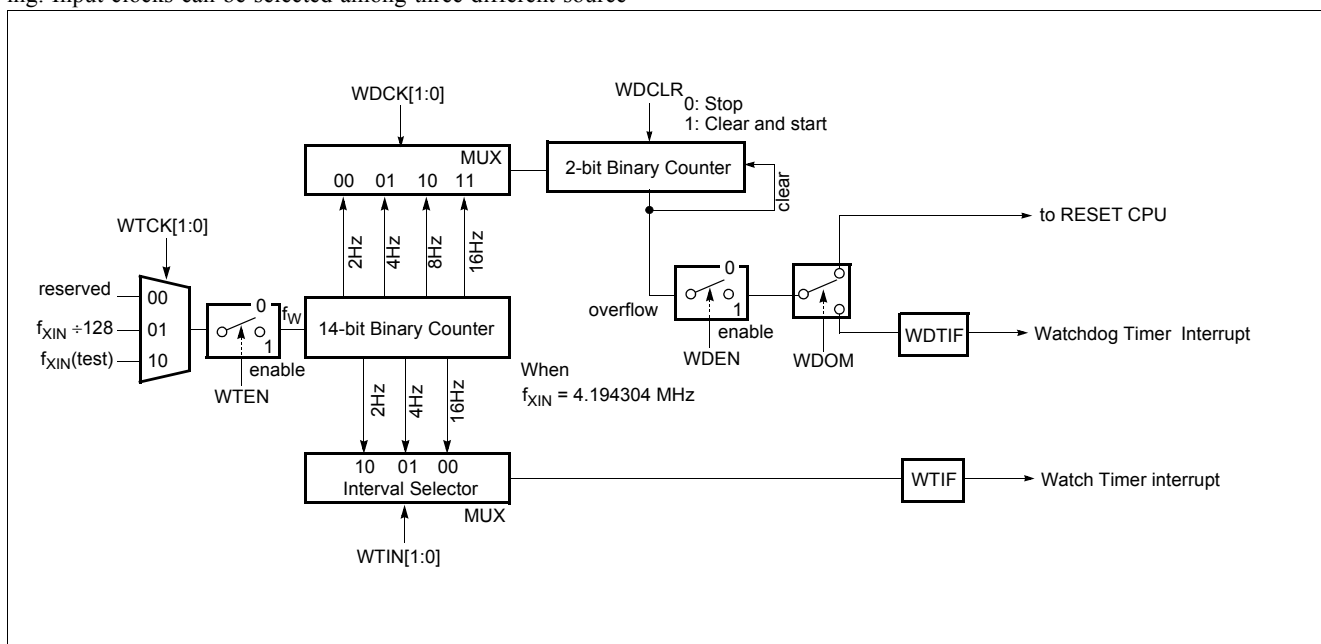 ing. Input clocks can be selected among three different source
WDCK[1:0]
WDCLR
0: Stop
1: Clear and start
MUX
00 01 10 11
2-bit Binary Counter
clear
to RESET CPU
WTCK[1:0]
2Hz
4Hz
8Hz
16Hz
reserved
00
fXIN ÷128
01
fXIN(test)
10
0
1
enable
WTEN
fW
14-bit Binary Counter
overflow
0
1
enable
WDEN
WDOM
WDTIF
Watchdog Timer Interrupt
When
fXIN = 4.194304 MHz
2Hz
4Hz
16Hz
10 01 00
Interval Selector
MUX
WTIF
Watch Timer interrupt
WTIN[1:0]